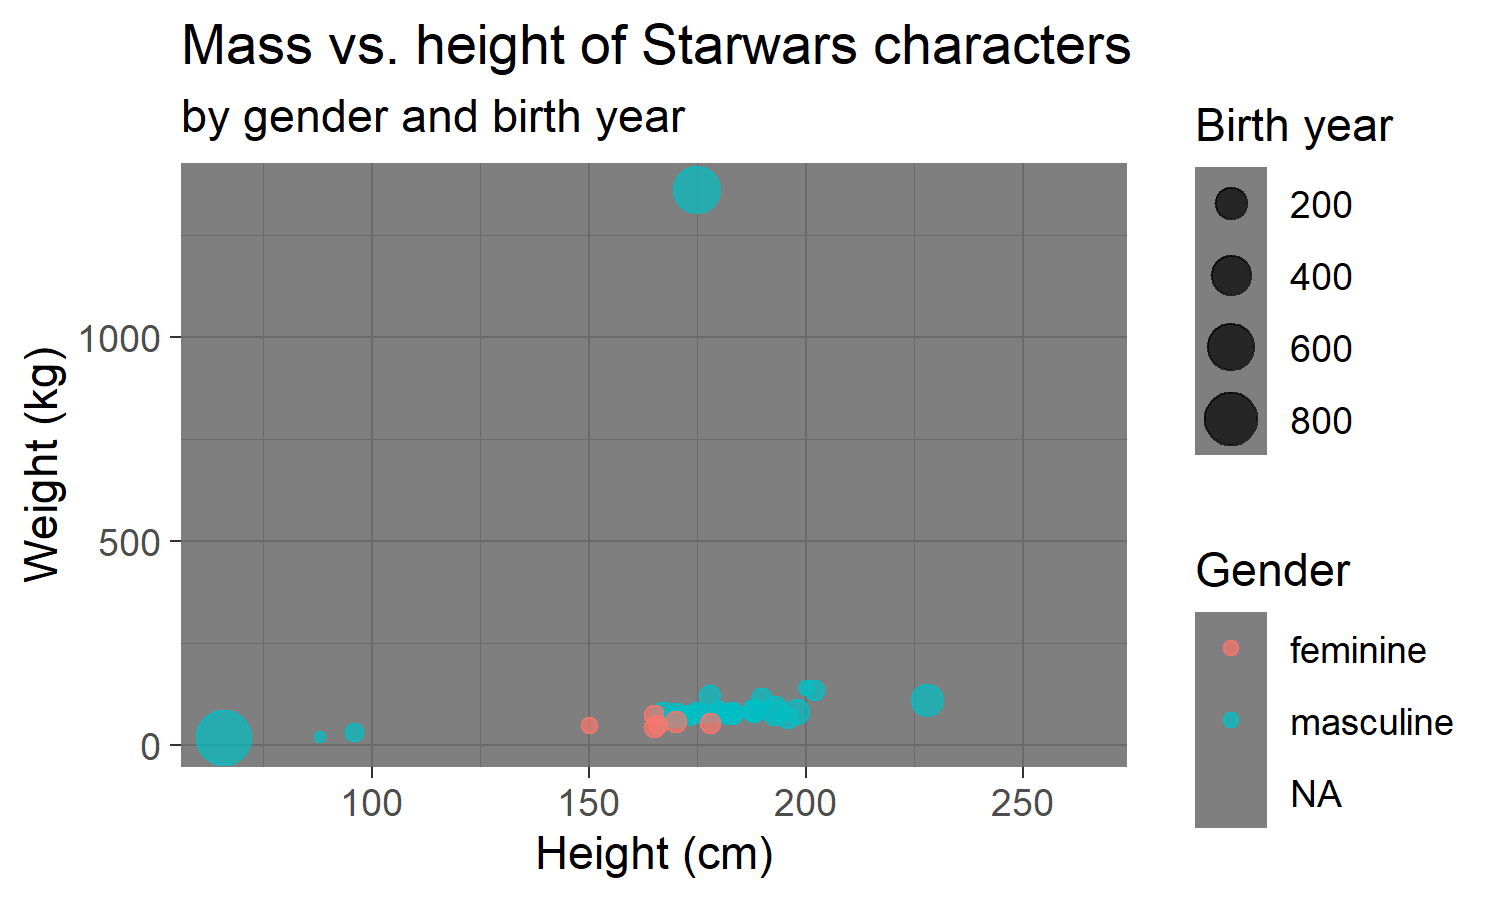 Mass vs. height of Starwars characters
by gender and birth year
Weight (kg)
1000
500
0
100
150
200
250
Height (cm)
Birth year
200
400
600
800
Gender
feminine
masculine
NA